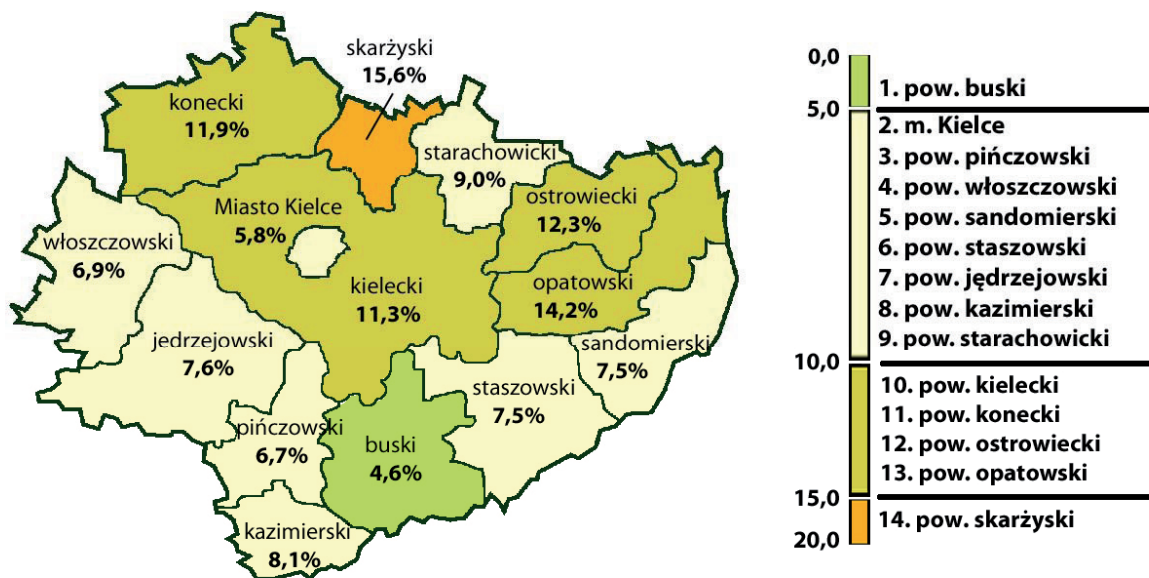 skarżyski
15,6%
konecki
11,9%
starachowicki
9,0%
ostrowiecki
12,3%
Miasto Kielce
5,8%
włoszczowski
6,9%
kielecki
11,3%
opatowski
14,2%
jedrzejowski
7,6%
sandomierski
7,5%
staszowski
7,5%
pińczowski
6,7%
buski
4,6%
kazimierski
8,1%
0,0
1. pow. buski
5,0
2. m. Kielce
3. pow. pińczowski
4. pow. włoszczowski
5. pow. sandomierski
6. pow. staszowski
7. pow. jędrzejowski
8. pow. kazimierski
9. pow. starachowicki
10,0
10. pow. kielecki
11. pow. konecki
12. pow. ostrowiecki
13. pow. opatowski
15,0
14. pow. skarżyski
20,0